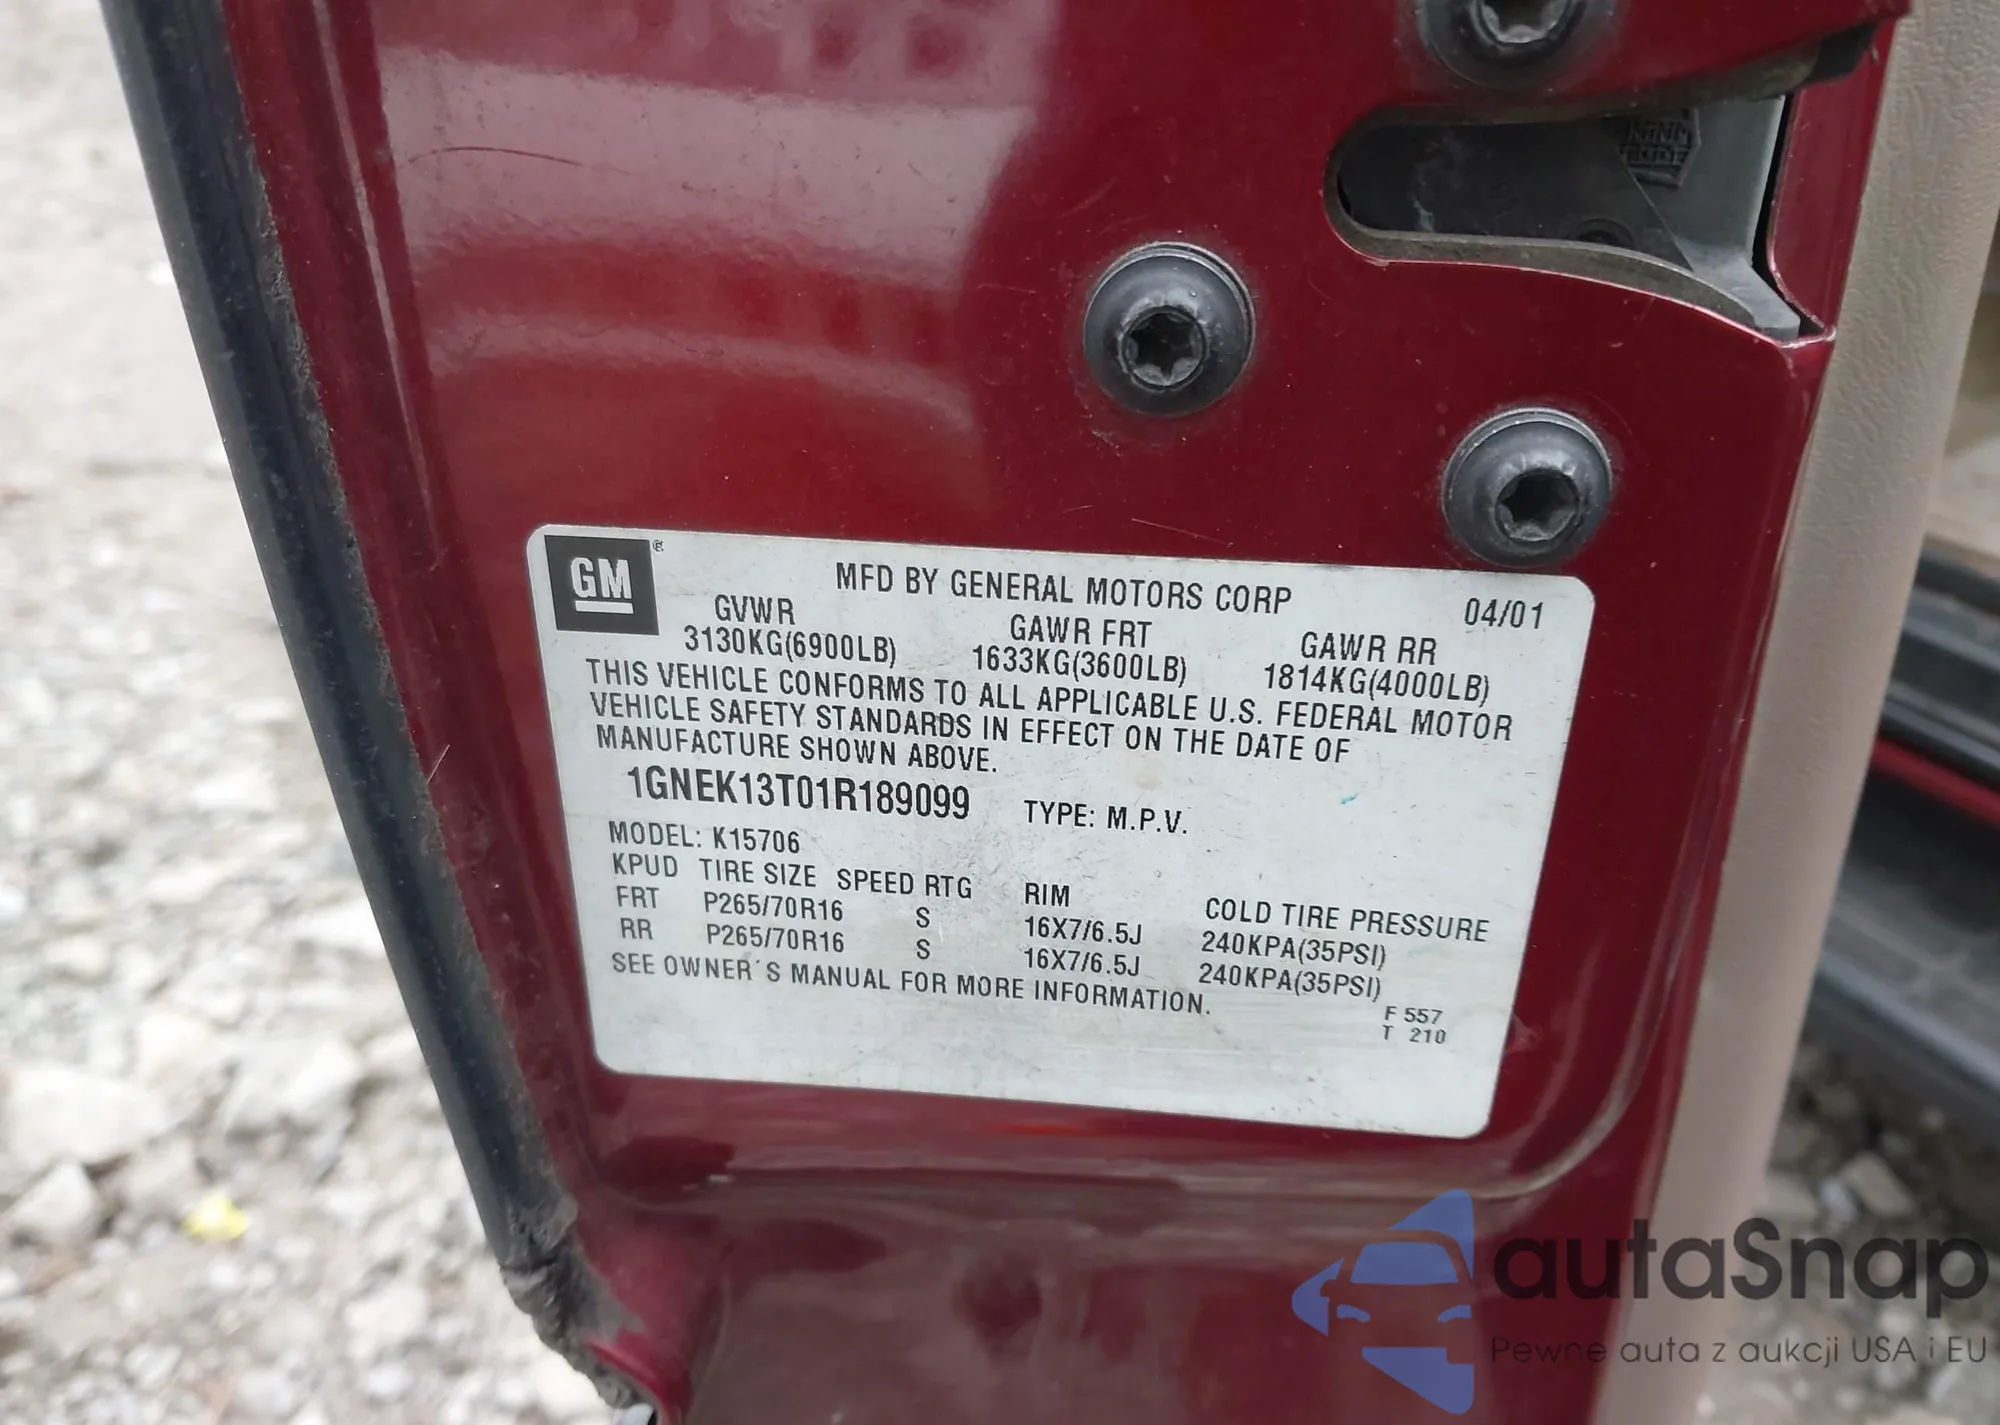 GM®
MFD BY GENERAL MOTORS CORP
04/01
GVWR GAWR FRT GAWR RR
3130KG(6900LB) 1633KG(3600LB) 1814KG(4000LB)
THIS VEHICLE CONFORMS TO ALL APPLICABLE U.S. FEDERAL MOTOR
VEHICLE SAFETY STANDARDS IN EFFECT ON THE DATE OF
MANUFACTURE SHOWN ABOVE.
1GNEK13T01R189099 TYPE: M.P.V.
MODEL: K15706
KPUD TIRE SIZE SPEED RTG RIM COLD TIRE PRESSURE
FRT P265/70R16 S 16X7/6.5J 240KPA(35PSI)
RR P265/70R16 S 16X7/6.5J 240KPA(35PSI)
SEE OWNER´S MANUAL FOR MORE INFORMATION.
F 557
T 210
autaSnap
Pewne auta z aukcji USA i EU